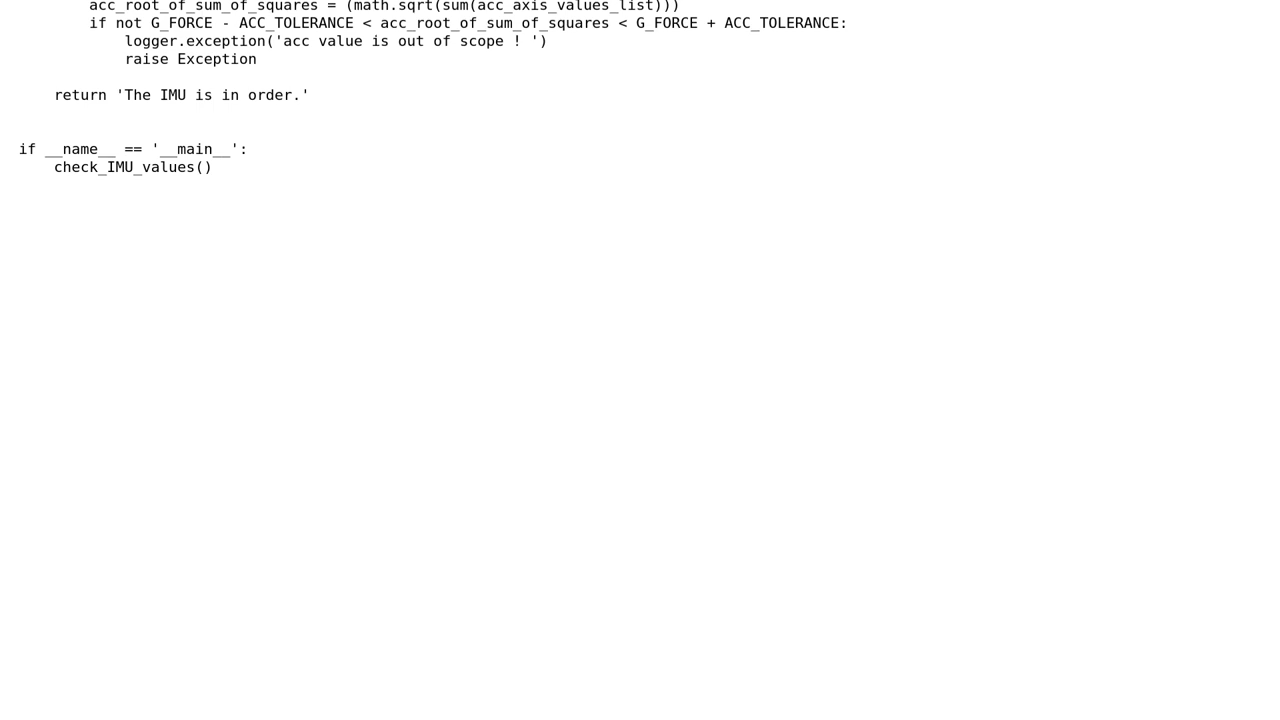 acc_root_of_sum_of_squares = (math.sqrt(sum(acc_axis_values_list)))
if not G_FORCE - ACC_TOLERANCE < acc_root_of_sum_of_squares < G_FORCE + ACC_TOLERANCE:
logger.exception('acc value is out of scope ! ')
raise Exception
return 'The IMU is in order.'
if __name__ == '__main__':
check_IMU_values()